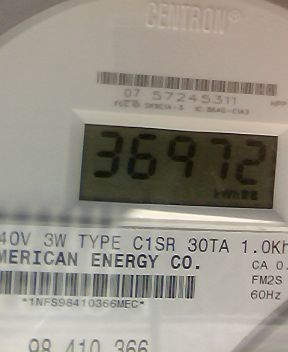 CENTRON®
07 57245311
36972
kWh
40V 3W TYPE C1SR 30TA 1.0Kh
MERICAN ENERGY CO.
CA 0.
FM2S
*1NFS98410366MEC*
60Hz
98 410 366